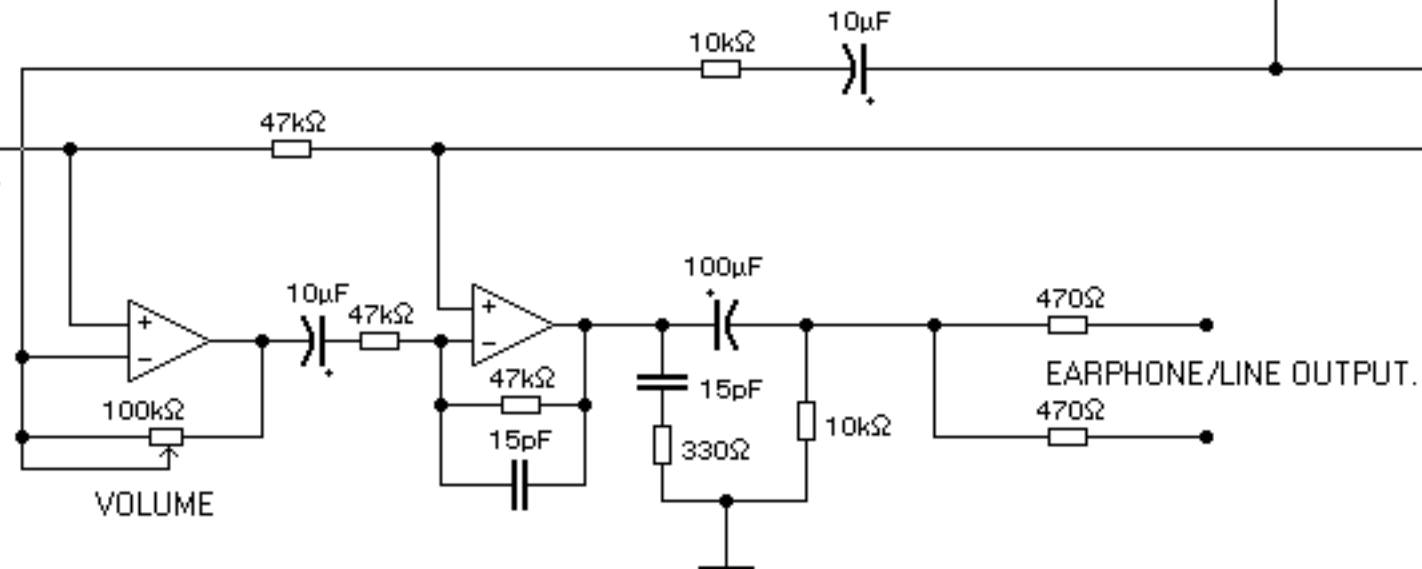 10µF
10kΩ
47kΩ
100µF
10µF
47kΩ
470Ω
+
+
−
−
EARPHONE/LINE OUTPUT.
47kΩ
15pF
100kΩ
470Ω
10kΩ
15pF
330Ω
VOLUME